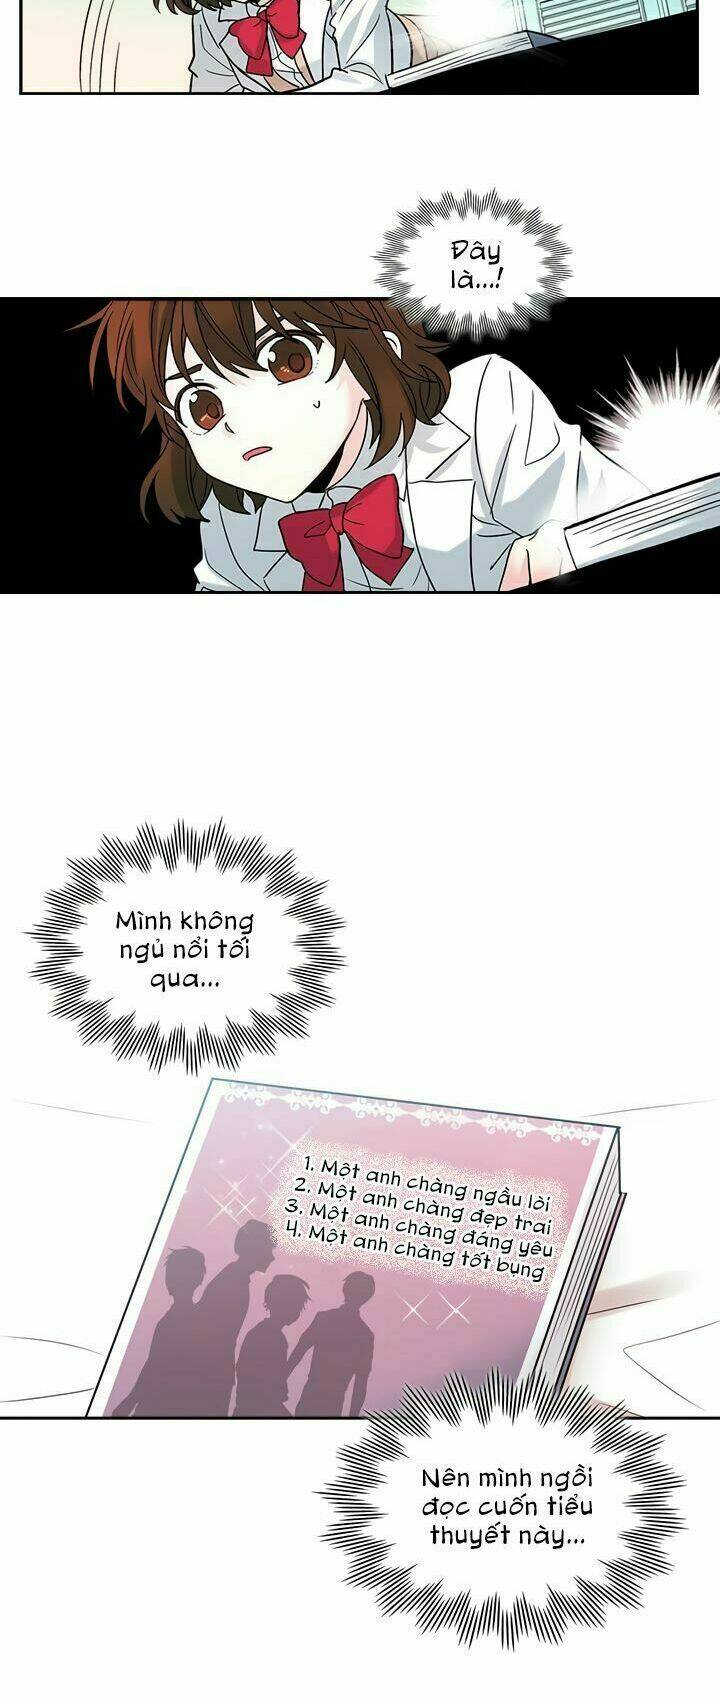 Đây
là...!
Mình không
ngủ nổi tối
qua...
1. Một anh chàng ngầu lòi
2. Một anh chàng đẹp trai
3. Một anh chàng đáng yêu
4. Một anh chàng tốt bụng
Nên mình ngồi
đọc cuốn tiểu
thuyết này...